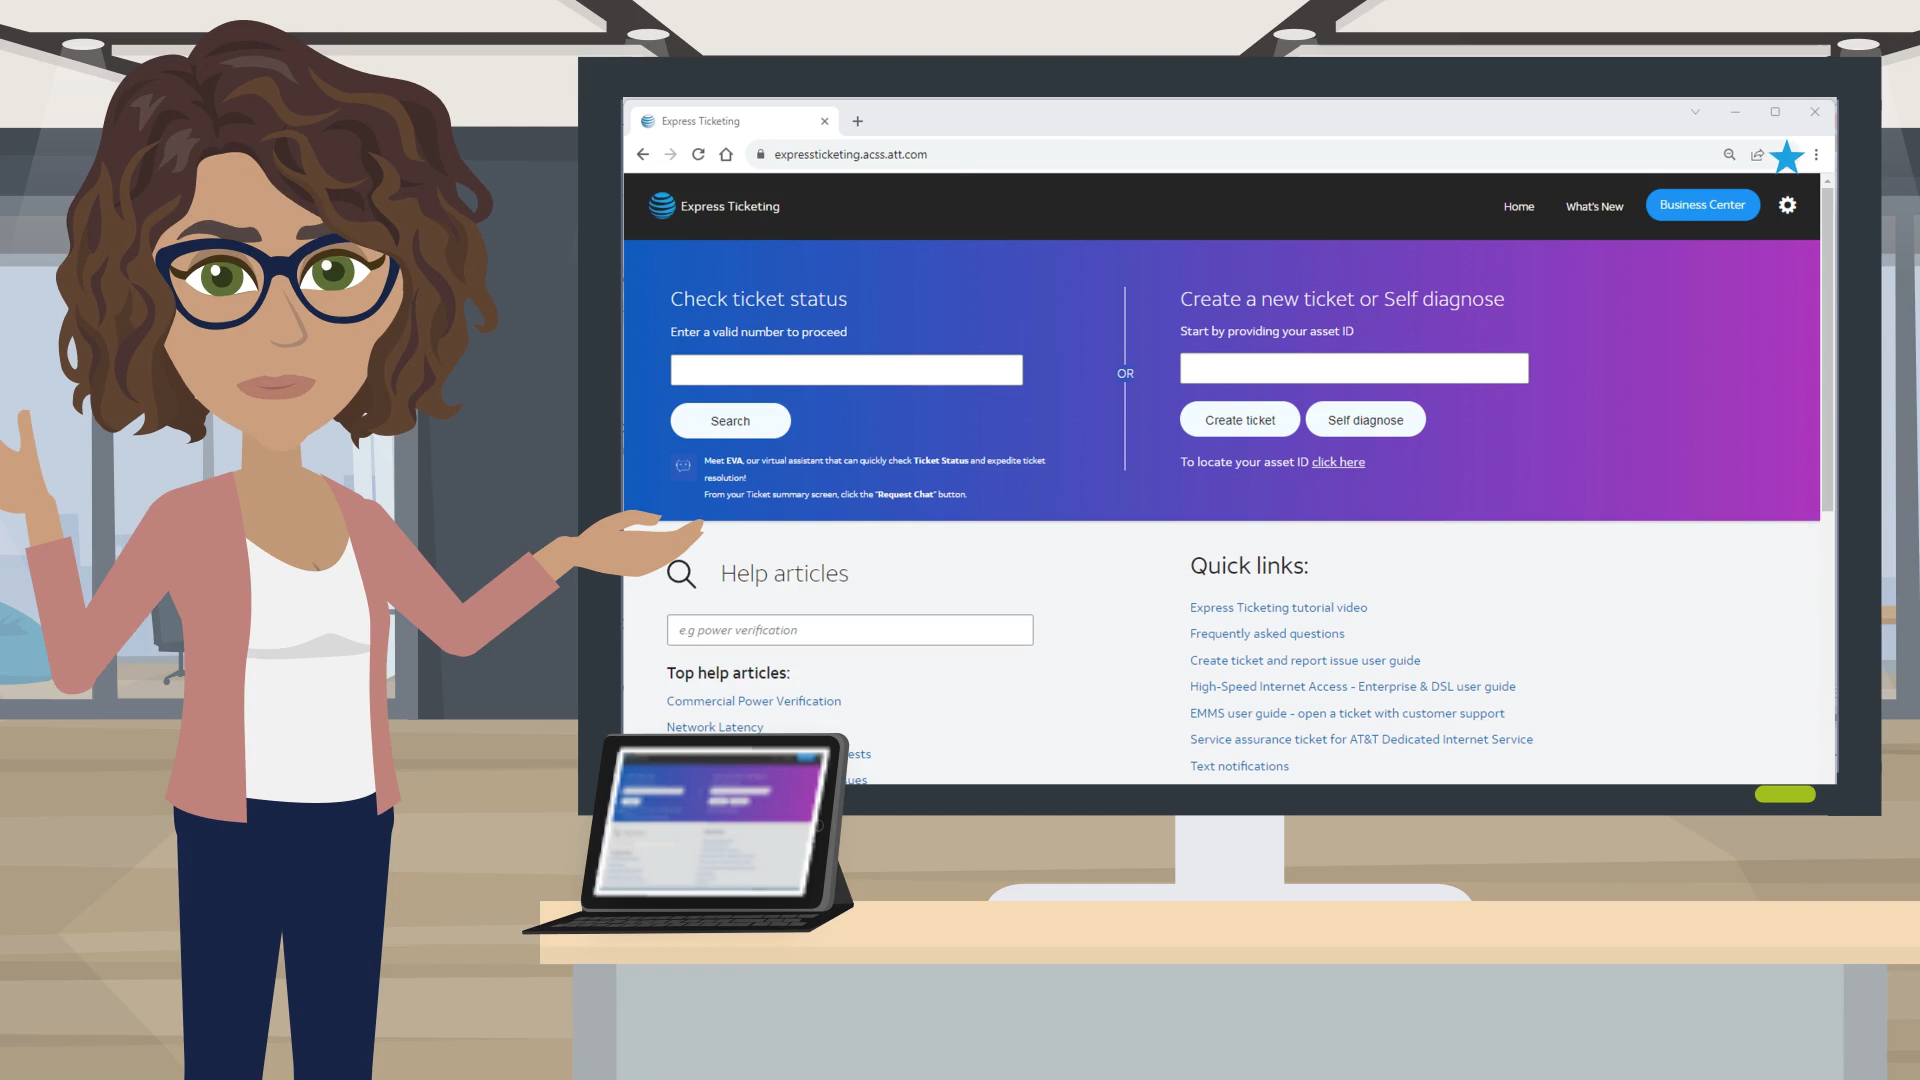 Express Ticketing
expressticketing.acss.att.com
Express Ticketing
Home
What's New
Business Center
Check ticket status
Enter a valid number to proceed
Search
Meet EVA, our virtual assistant that can quickly check Ticket Status and expedite ticket
resolution!
From your Ticket summary screen, click the "Request Chat" button.
OR
Create a new ticket or Self diagnose
Start by providing your asset ID
Create ticket
Self diagnose
To locate your asset ID click here
Help articles
e.g power verification
Top help articles:
Commercial Power Verification
Network Latency
Quick links:
Express Ticketing tutorial video
Frequently asked questions
Create ticket and report issue user guide
High-Speed Internet Access - Enterprise & DSL user guide
EMMS user guide - open a ticket with customer support
Service assurance ticket for AT&T Dedicated Internet Service
Text notifications